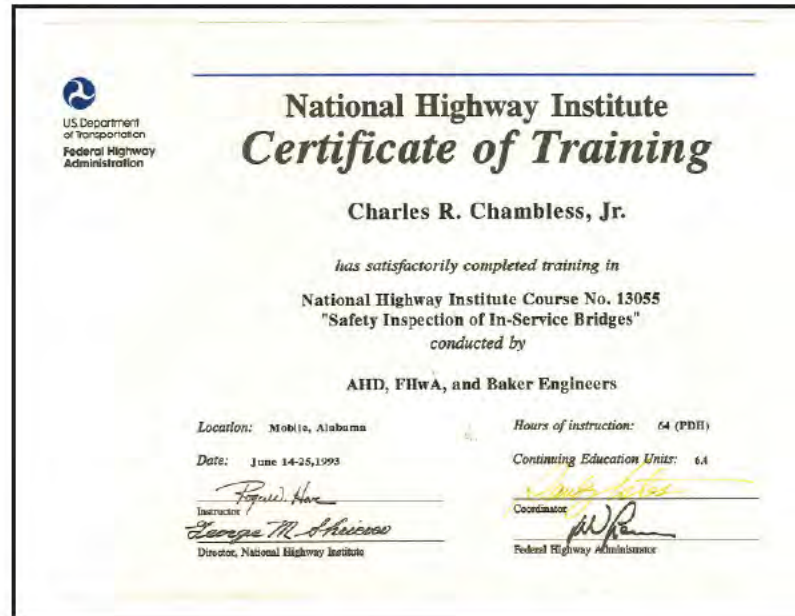 US Department
of Transportation
Federal Highway
Administration
National Highway Institute
Certificate of Training
Charles R. Chambless, Jr.
has satisfactorily completed training in
National Highway Institute Course No. 13055
"Safety Inspection of In-Service Bridges"
conducted by
AHD, FHwA, and Baker Engineers
Location: Mobile, Alabama
Hours of instruction: 64 (PDH)
Date: June 14-25,1993
Continuing Education Units: 6.4
Instructor
Coordinator
George M. Shrieves
Director, National Highway Institute
Federal Highway Administrator